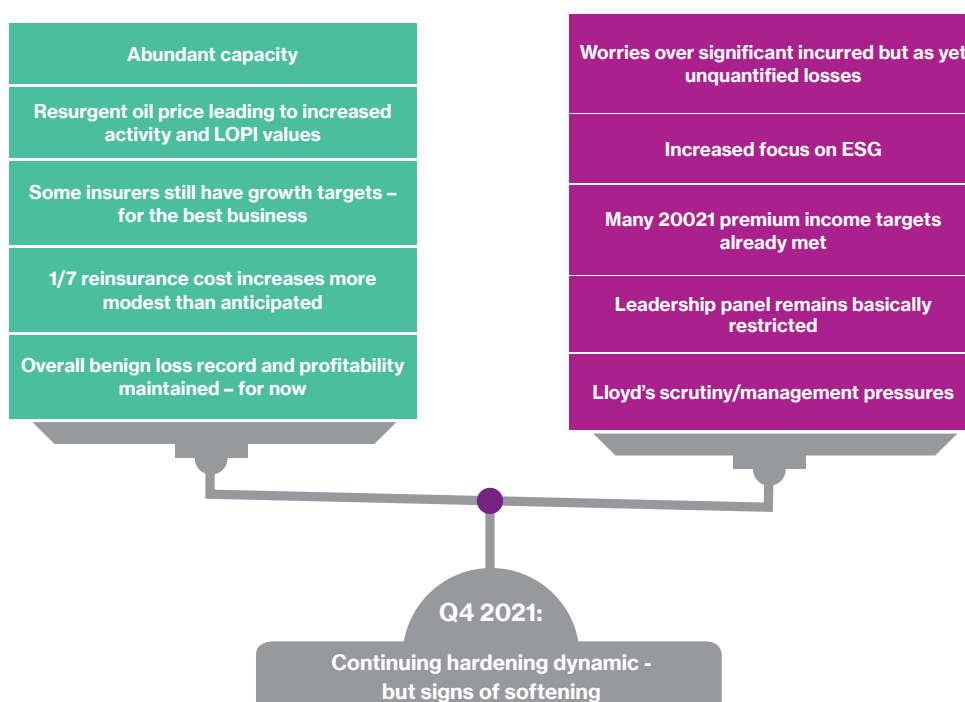 Abundant capacity
Resurgent oil price leading to increased
activity and LOPI values
Some insurers still have growth targets –
for the best business
1/7 reinsurance cost increases more
modest than anticipated
Overall benign loss record and profitability
maintained – for now
Worries over significant incurred but as yet
unquantified losses
Increased focus on ESG
Many 20021 premium income targets
already met
Leadership panel remains basically
restricted
Lloyd’s scrutiny/management pressures
Q4 2021:
Continuing hardening dynamic -
but signs of softening